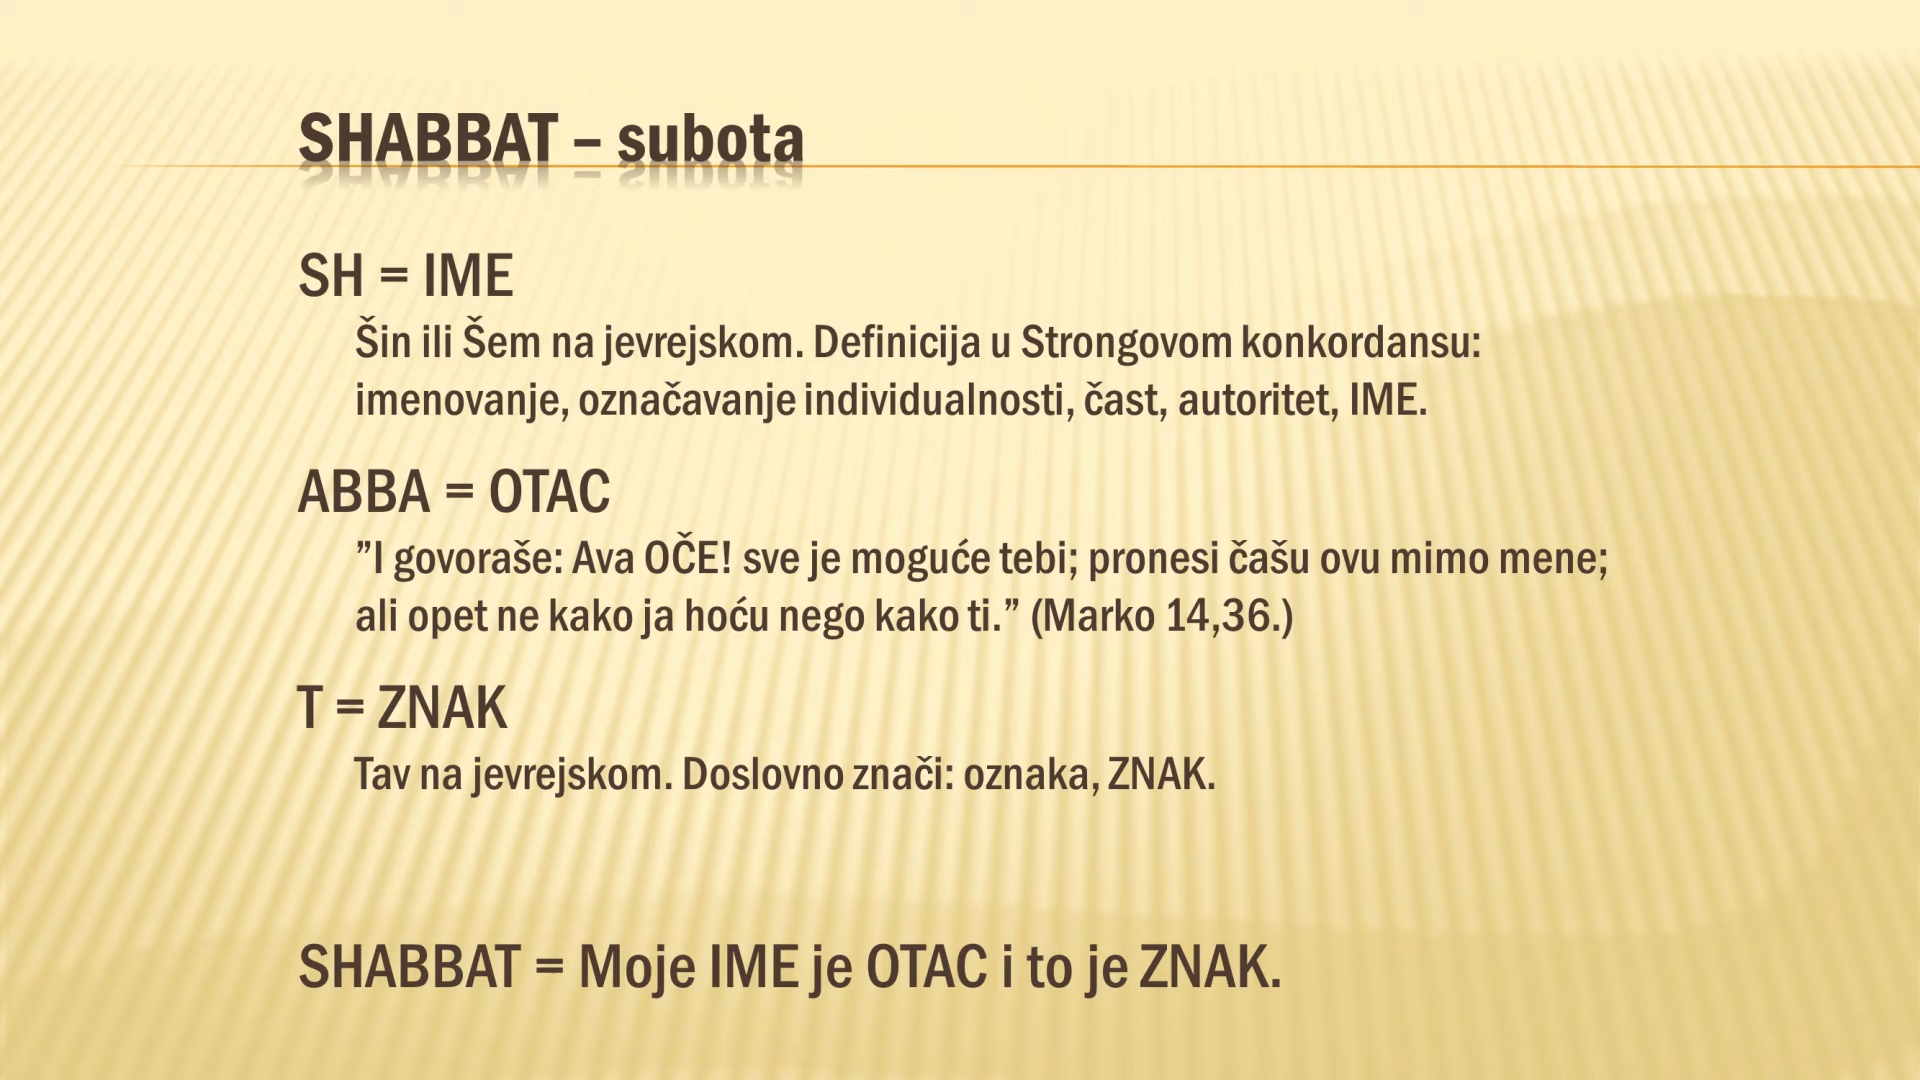 SHABBAT – subota
SH = IME
Šin ili Šem na jevrejskom. Definicija u Strongovom konkordansu:
imenovanje, označavanje individualnosti, čast, autoritet, IME.
ABBA = OTAC
”I govoraše: Ava OČE! sve je moguće tebi; pronesi čašu ovu mimo mene;
ali opet ne kako ja hoću nego kako ti.” (Marko 14,36.)
T = ZNAK
Tav na jevrejskom. Doslovno znači: oznaka, ZNAK.
SHABBAT = Moje IME je OTAC i to je ZNAK.